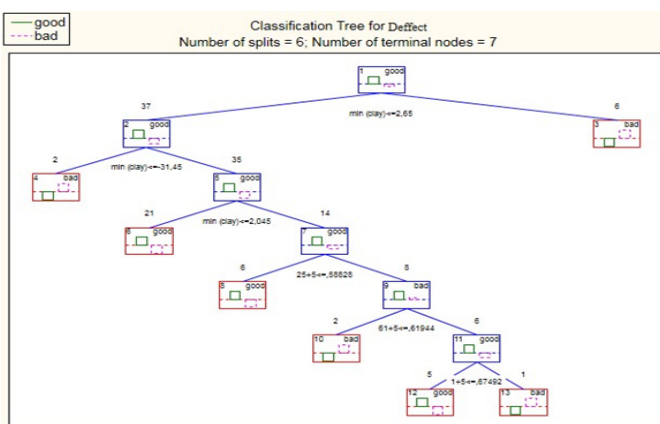 good
bad
Classification Tree for Deffect
Number of splits = 6; Number of terminal nodes = 7
1 good
37
min (clay)<=2,65
6
2 good
3 bad
2
min (clay)<=-31,45
35
4 bad
5 good
21
min (clay)<=2,045
14
6 good
7 good
6
25+5<=,58828
8
8 good
9 bad
2
61+5<=,61944
6
10 bad
11 good
5
1+5<=,67492
1
12 good
13 bad